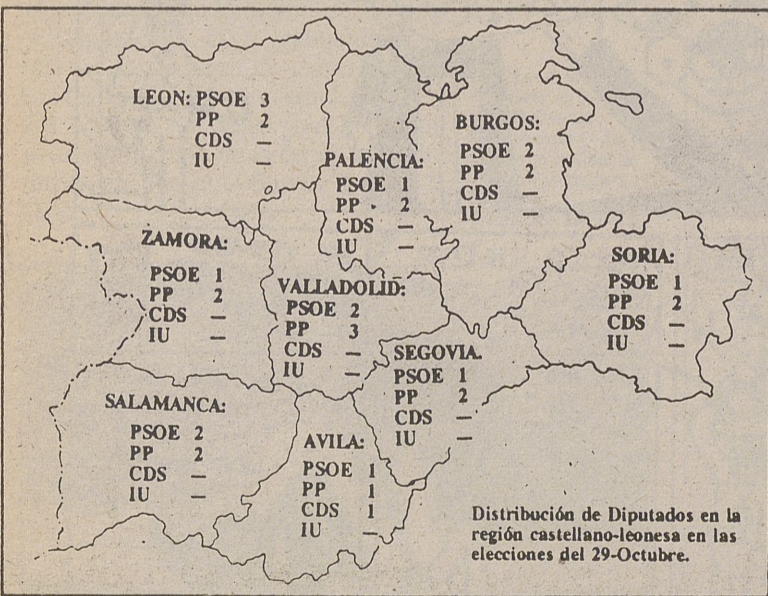 LEON: PSOE 3
PP 2
CDS —
IU —
BURGOS:
PSOE 2
PP 2
CDS —
IU —
PALENCIA:
PSOE 1
PP . 2
CDS —
IU —
ZAMORA:
PSOE 1
PP 2
CDS —
IU —
VALLADOLID:
PSOE 2
PP 3
CDS —
IU —
SORIA:
PSOE 1
PP 2
CDS —
IU —
SEGOVIA.
PSOE 1
PP 2
CDS —
IU —
SALAMANCA:
PSOE 2
PP 2
CDS —
IU —
AVILA:
PSOE 1
PP 1
CDS 1
IU —
Distribución de Diputados en la
región castellano-leonesa en las
elecciones del 29-Octubre.